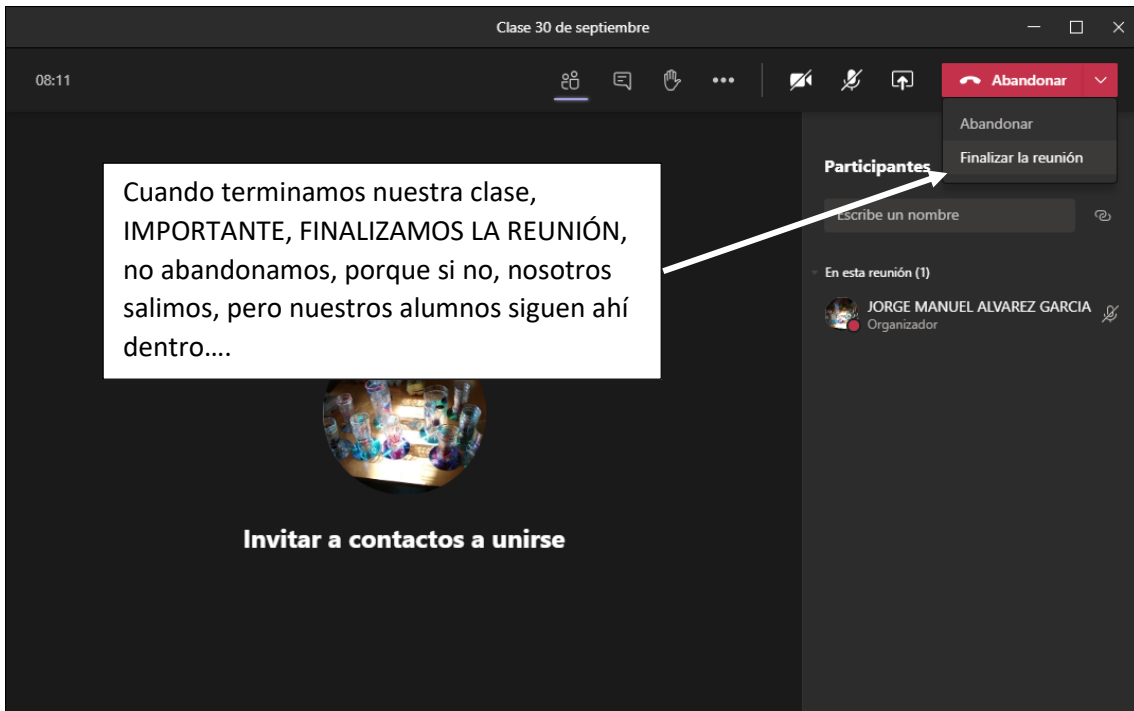 Clase 30 de septiembre
08:11
Abandonar
Abandonar
Finalizar la reunión
Cuando terminamos nuestra clase,
IMPORTANTE, FINALIZAMOS LA REUNIÓN,
no abandonamos, porque si no, nosotros
salimos, pero nuestros alumnos siguen ahí
dentro….
Participantes
Escribe un nombre
En esta reunión (1)
JORGE MANUEL ALVAREZ GARCIA
Organizador
Invitar a contactos a unirse